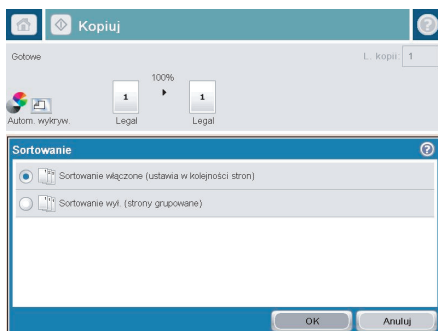 Kopiuj
Gotowe
L. kopii: 1
100%
1 1
Autom. wykryw. Legal Legal
Sortowanie
Sortowanie włączone (ustawia w kolejności stron)
Sortowanie wył. (strony grupowane)
OK Anuluj